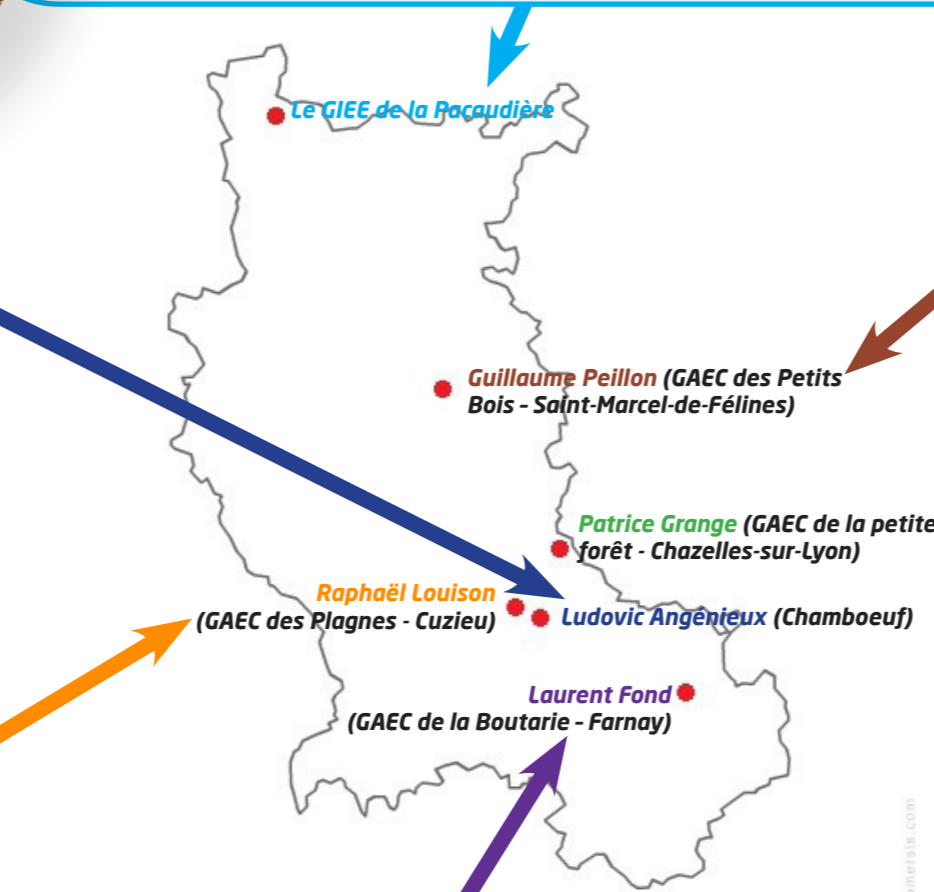 Le GIEE de la Pacaudière
Guillaume Peillon (GAEC des Petits
Bois - Saint-Marcel-de-Félines)
Patrice Grange (GAEC de la petite
forêt - Chazelles-sur-Lyon)
Raphaël Louison
(GAEC des Plagnes - Cuzieu)
Ludovic Angénieux (Chamboeuf)
Laurent Fond
(GAEC de la Boutarie - Farnay)